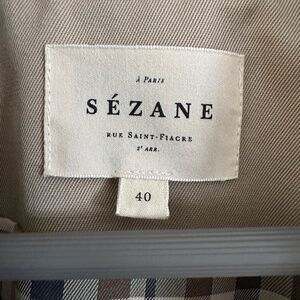 À PARIS
SÉZANE
RUE SAINT-FIACRE
2ᵉ ARR.
40